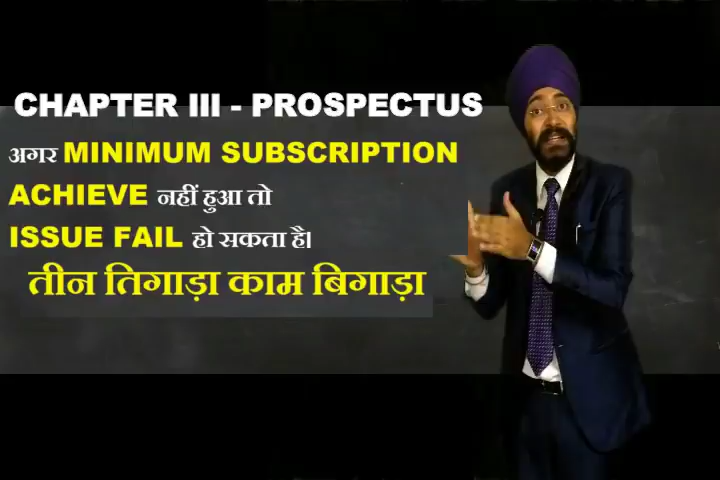 CHAPTER III - PROSPECTUS
अगर MINIMUM SUBSCRIPTION
ACHIEVE नहीं हुआ तो
ISSUE FAIL हो सकता है।
तीन तिगाड़ा काम बिगाड़ा